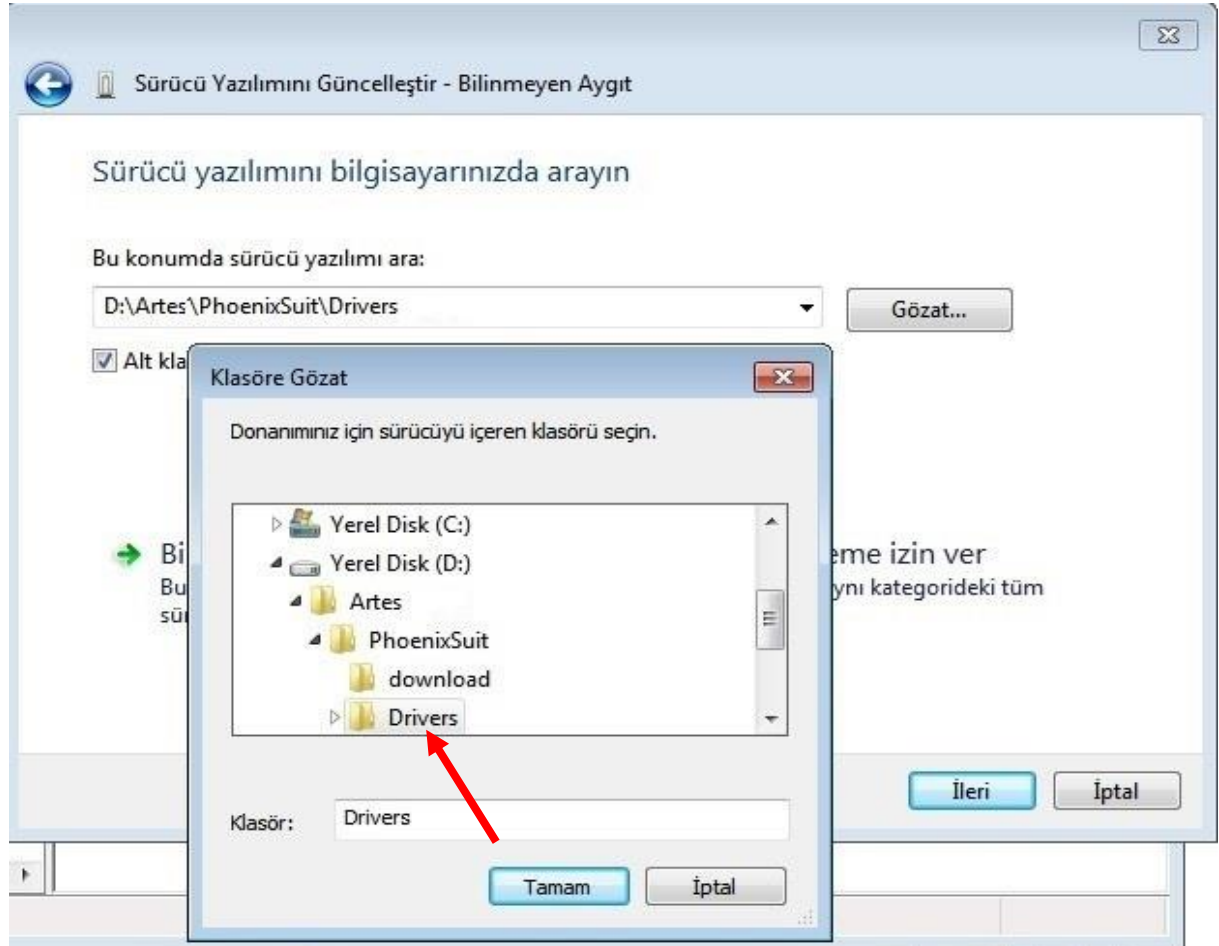 Sürücü Yazılımını Güncelleştir - Bilinmeyen Aygıt
Sürücü yazılımını bilgisayarınızda arayın
Bu konumda sürücü yazılımı ara:
D:\Artes\PhoenixSuit\Drivers
Gözat...
Alt kla
Klasöre Gözat
Donanımınız için sürücüyü içeren klasörü seçin.
Yerel Disk (C:)
Yerel Disk (D:)
Artes
PhoenixSuit
download
Drivers
Bi eme izin ver
Bu ynı kategorideki tüm
sür
Klasör: Drivers
Tamam İptal
İleri İptal